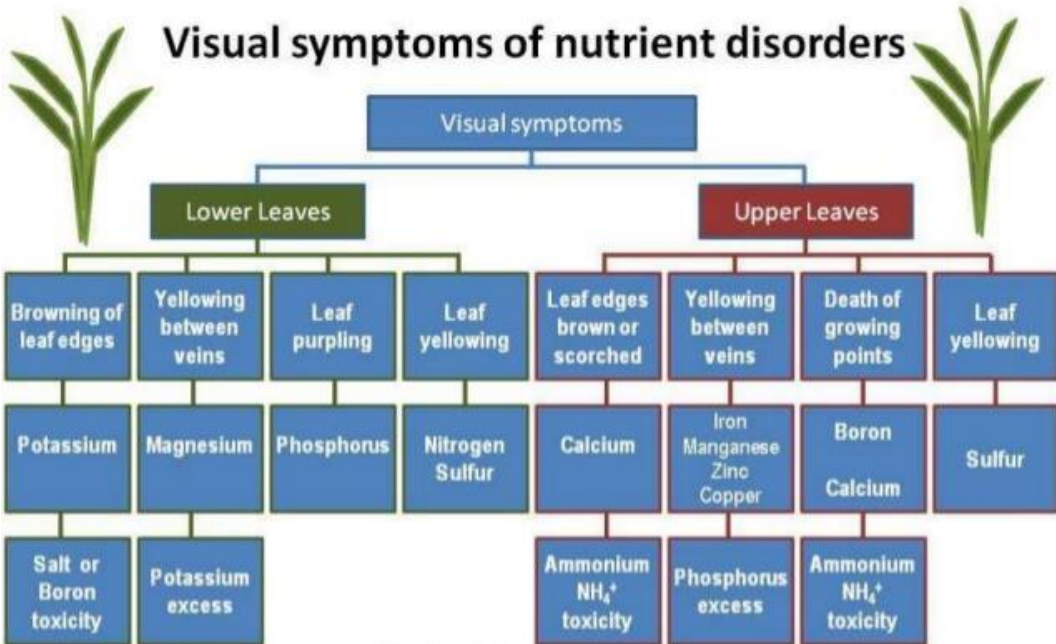 Visual symptoms of nutrient disorders
Visual symptoms
Lower Leaves
Upper Leaves
Browning of
leaf edges
Yellowing
between
veins
Leaf
purpling
Leaf
yellowing
Leaf edges
brown or
scorched
Yellowing
between
veins
Death of
growing
points
Leaf
yellowing
Potassium
Magnesium
Phosphorus
Nitrogen
Sulfur
Calcium
Iron
Manganese
Zinc
Copper
Boron
Calcium
Sulfur
Salt or
Boron
toxicity
Potassium
excess
Ammonium
NH₄⁺
toxicity
Phosphorus
excess
Ammonium
NH₄⁺
toxicity